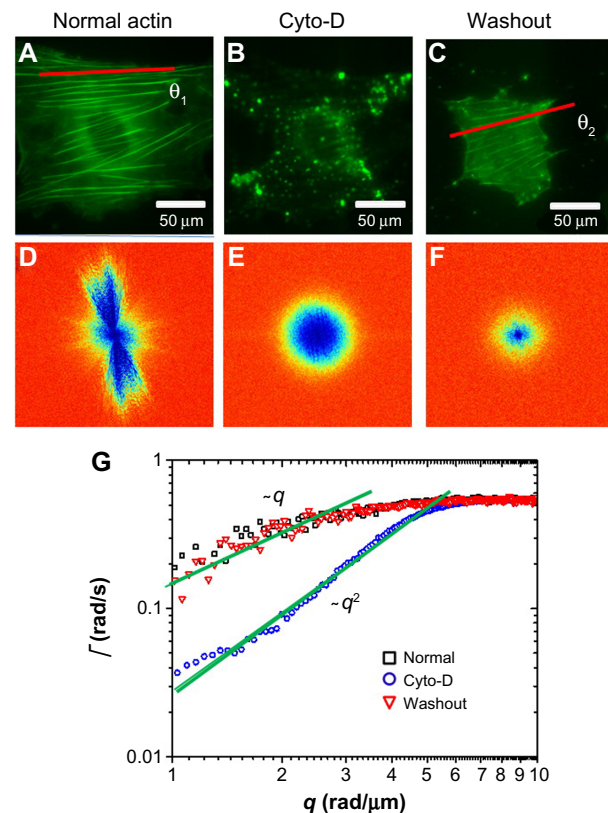 Normal actin Cyto-D Washout
A B C
θ1
θ2
50 μm 50 μm 50 μm
D E F
G
1
~q
0.1
~q²
Normal
Cyto-D
Washout
0.01
1 2 3 4 5 6 7 8 9 10
Γ (rad/s)
q (rad/μm)